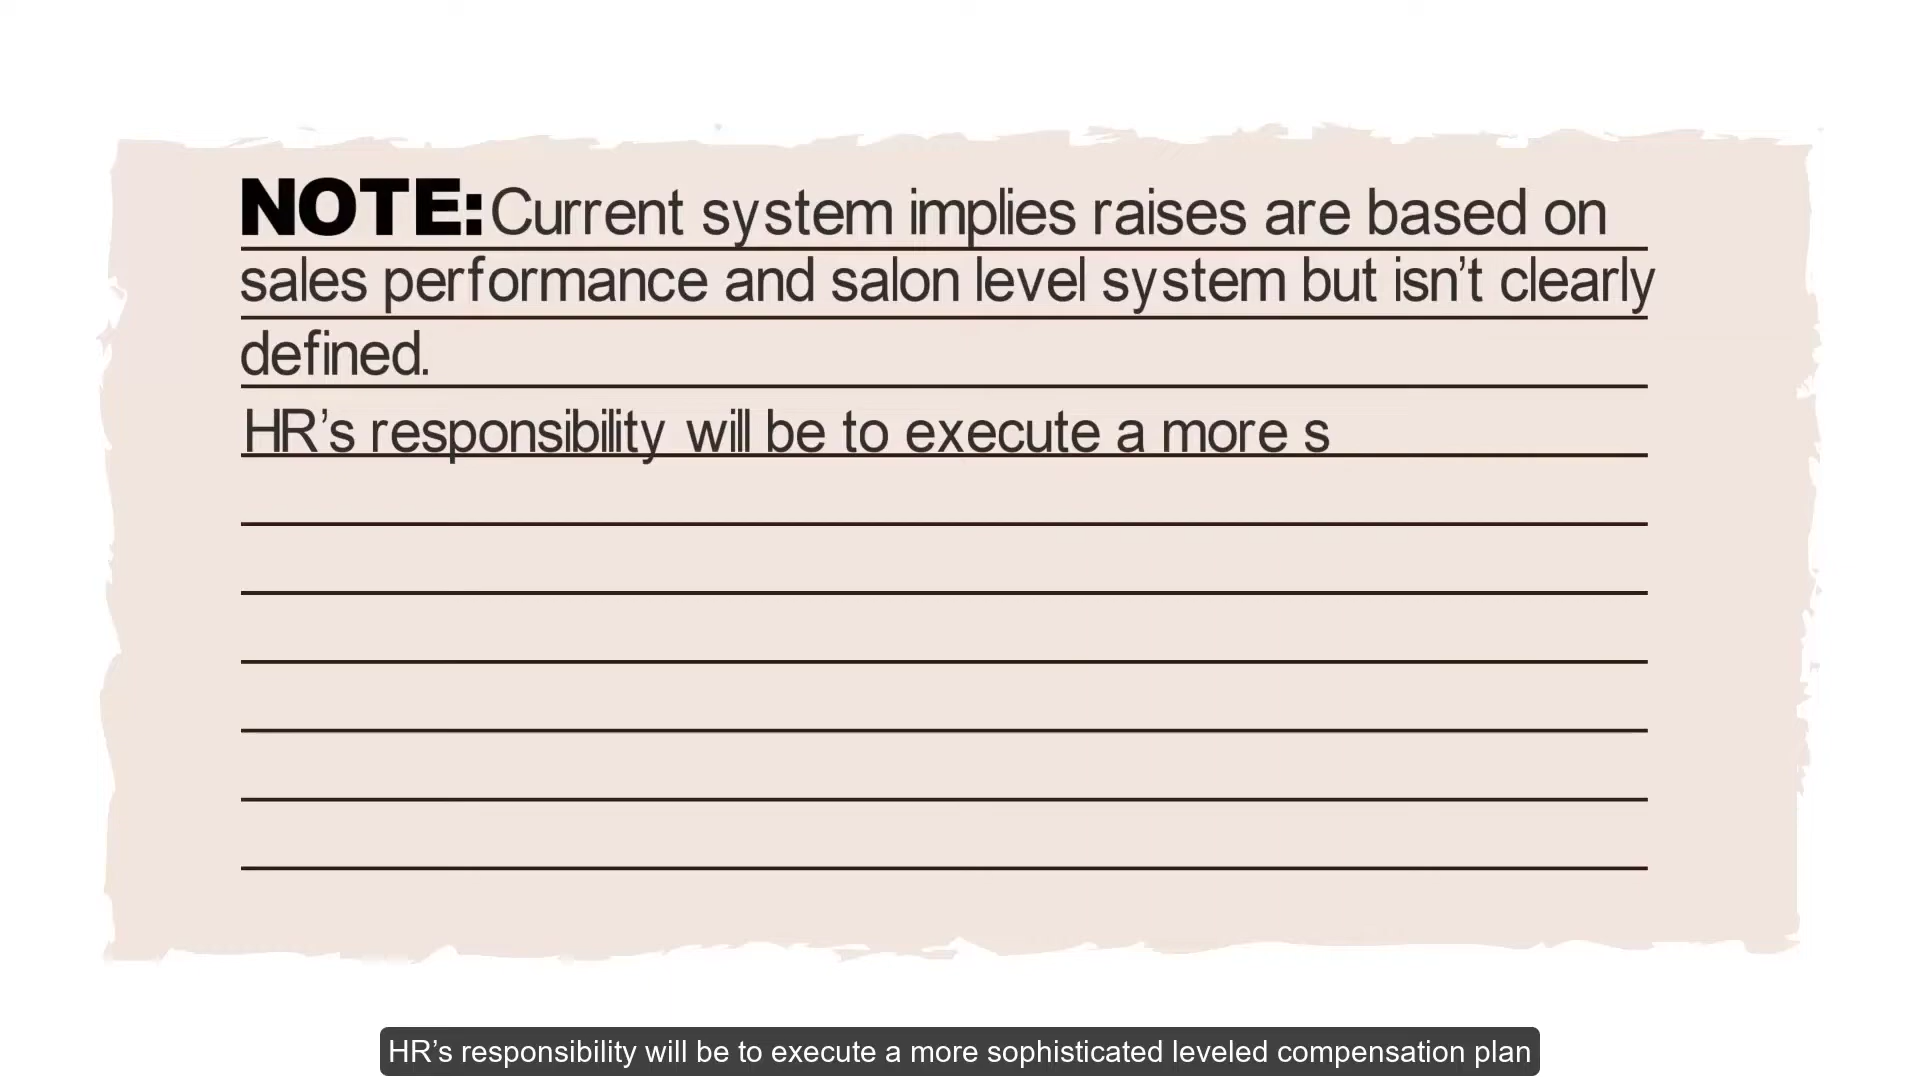 NOTE: Current system implies raises are based on
sales performance and salon level system but isn’t clearly
defined.
HR’s responsibility will be to execute a more s
HR’s responsibility will be to execute a more sophisticated leveled compensation plan